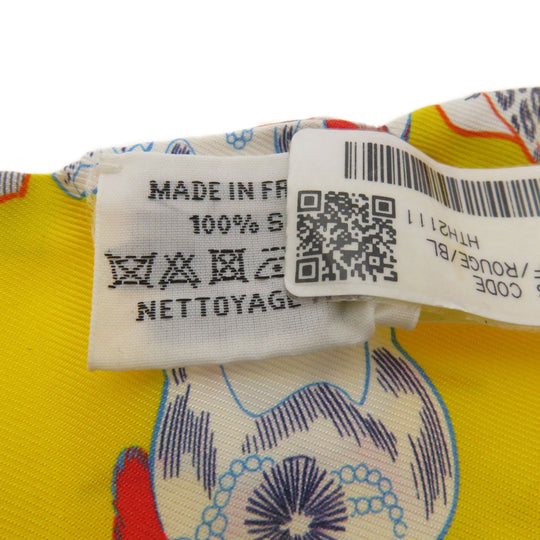 MADE IN FR
100% S
NETTOYAGE
CODE
/ROUGE/BL
HTH2111